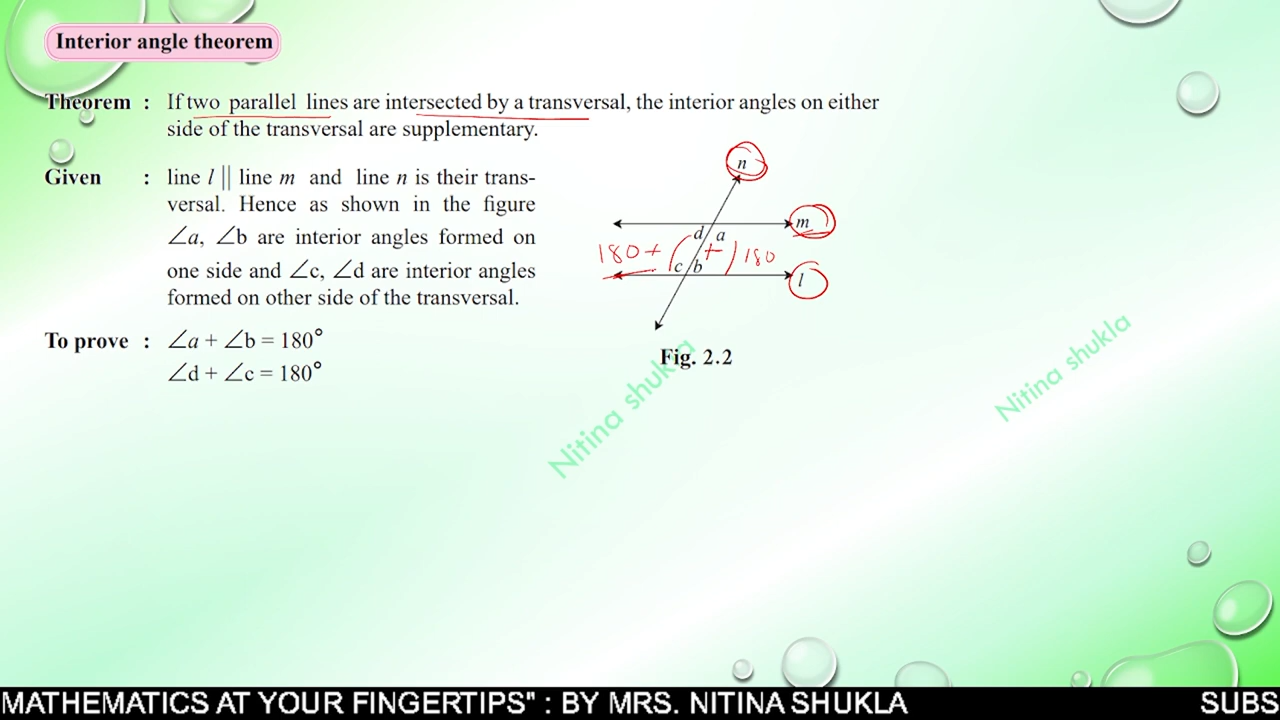 Interior angle theorem
Theorem : If two parallel lines are intersected by a transversal, the interior angles on either
side of the transversal are supplementary.
Given : line l || line m and line n is their trans-
versal. Hence as shown in the figure
∠a, ∠b are interior angles formed on
one side and ∠c, ∠d are interior angles
formed on other side of the transversal.
To prove : ∠a + ∠b = 180°
∠d + ∠c = 180°
n
m
d a
180 + ( + ) 180
c b
l
Fig. 2.2
Nitina shukla
Nitina shukla
MATHEMATICS AT YOUR FINGERTIPS" : BY MRS. NITINA SHUKLA SUBS